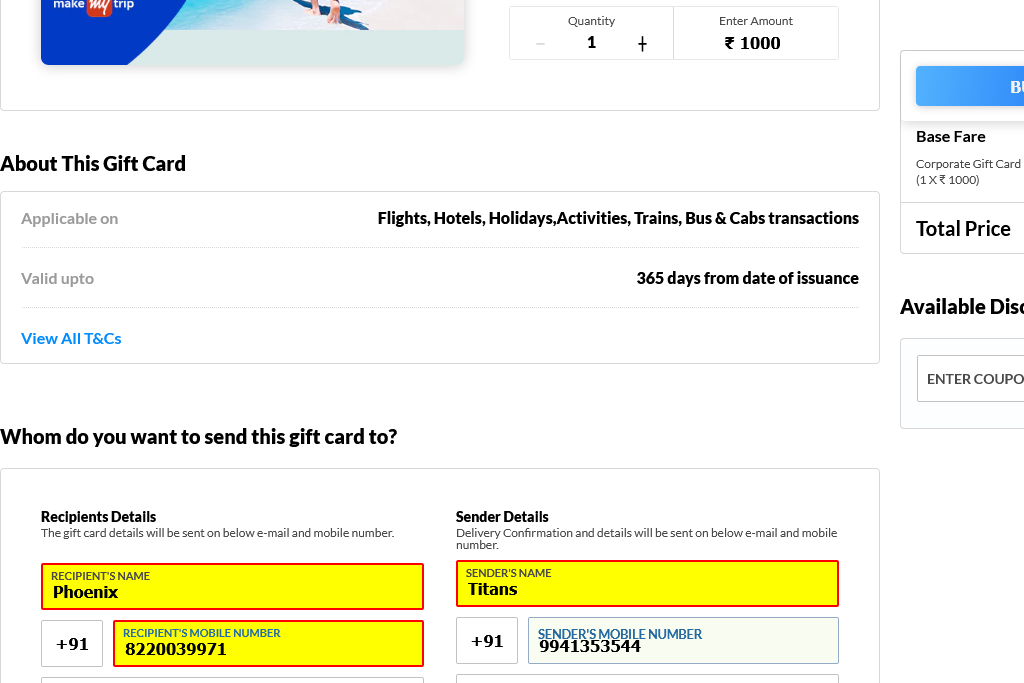 make my trip
Quantity
− 1 +
Enter Amount
₹ 1000
About This Gift Card
Applicable on
Flights, Hotels, Holidays,Activities, Trains, Bus & Cabs transactions
Valid upto
365 days from date of issuance
View All T&Cs
Whom do you want to send this gift card to?
Recipients Details
The gift card details will be sent on below e-mail and mobile number.
RECIPIENT'S NAME
Phoenix
+91
RECIPIENT'S MOBILE NUMBER
8220039971
Sender Details
Delivery Confirmation and details will be sent on below e-mail and mobile
number.
SENDER'S NAME
Titans
+91
SENDER'S MOBILE NUMBER
9941353544
Base Fare
Corporate Gift Card
(1 X ₹ 1000)
Total Price
Available
ENTER